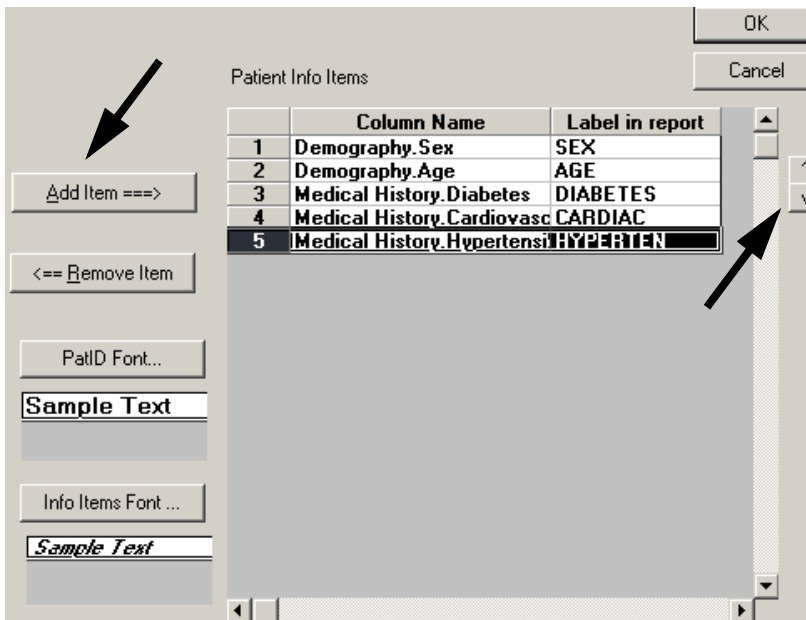 OK
Cancel
Patient Info Items
Column Name Label in report
1 Demography.Sex SEX
2 Demography.Age AGE
3 Medical History.Diabetes DIABETES
4 Medical History.Cardiovasc CARDIAC
5 Medical History.Hypertensi HYPERTEN
Add Item ===>
<== Remove Item
PatID Font...
Sample Text
Info Items Font ...
Sample Text